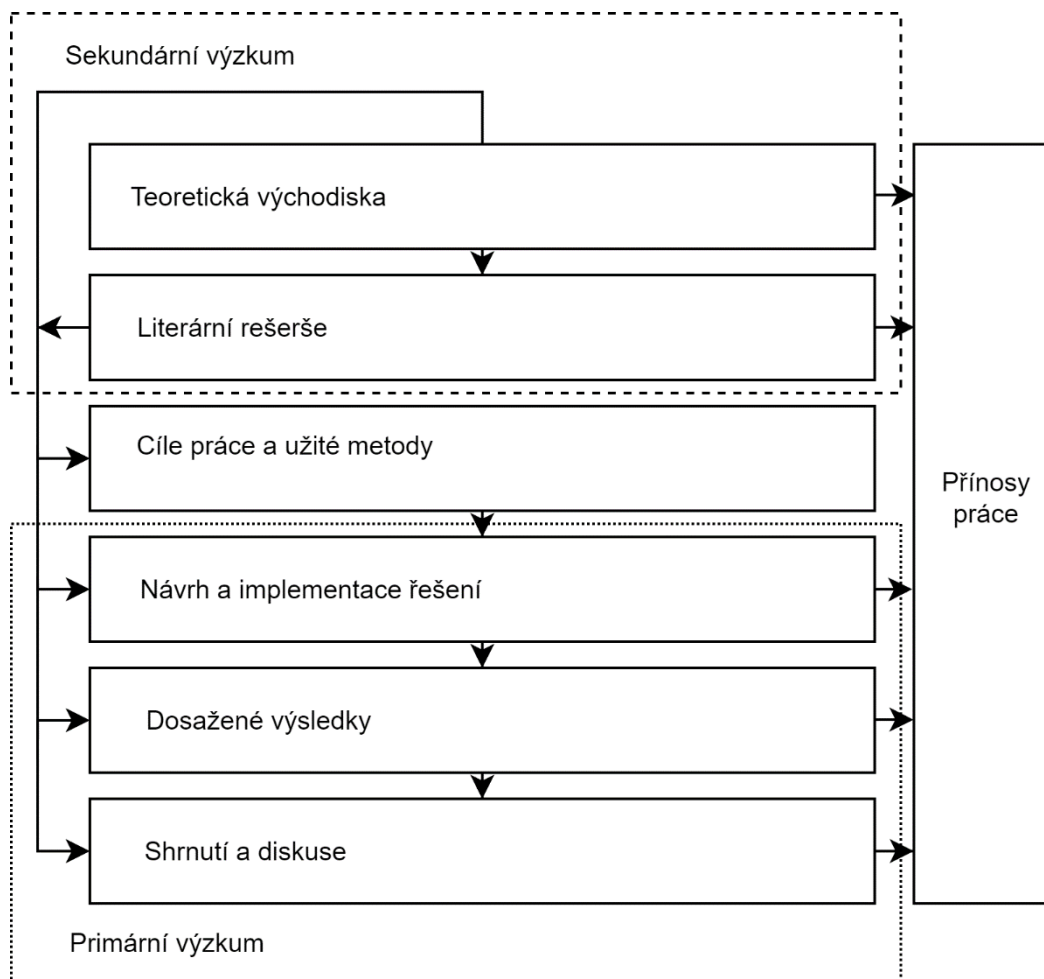 Sekundární výzkum
Teoretická východiska
Literární rešerše
Cíle práce a užité metody
Návrh a implementace řešení
Dosažené výsledky
Shrnutí a diskuse
Primární výzkum
Přínosy
práce